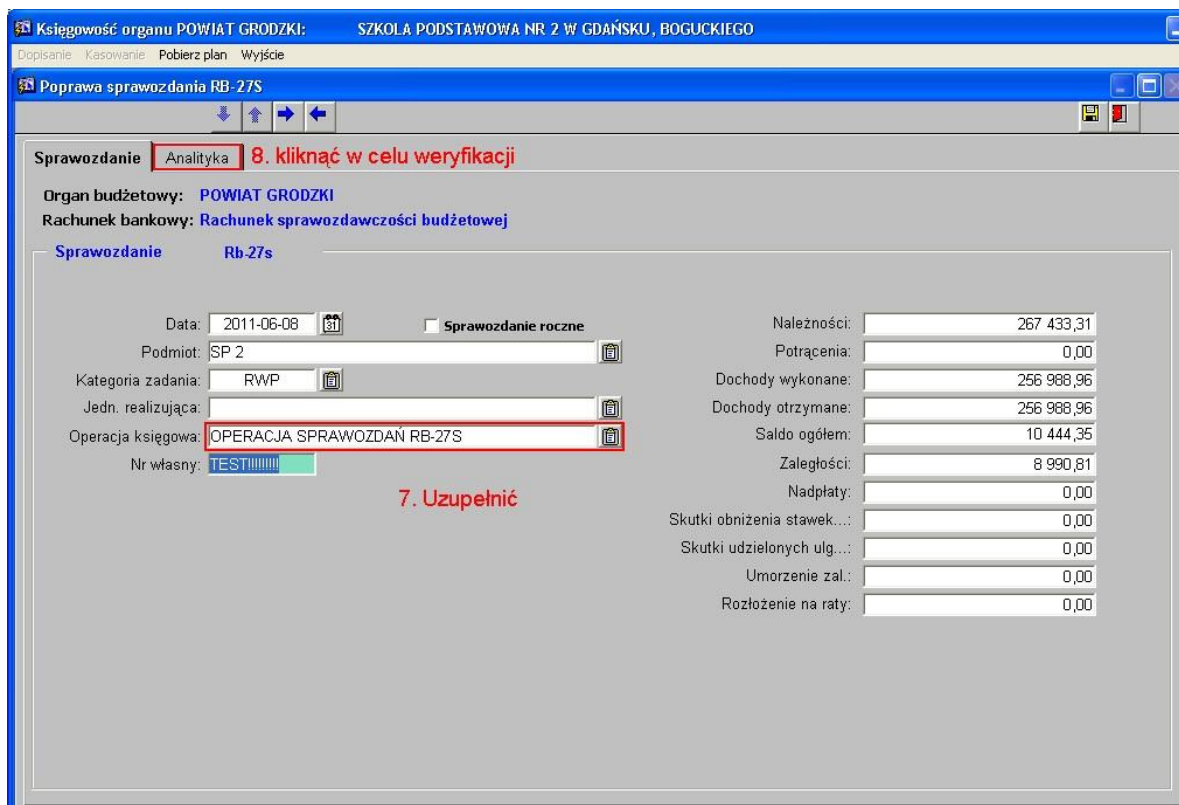 Księgowość organu POWIAT GRODZKI: SZKOLA PODSTAWOWA NR 2 W GDAŃSKU, BOGUCKIEGO
Dopisanie Kasowanie Pobierz plan Wyjście
Poprawa sprawozdania RB-27S
Sprawozdanie Analityka 8. kliknąć w celu weryfikacji
Organ budżetowy: POWIAT GRODZKI
Rachunek bankowy: Rachunek sprawozdawczości budżetowej
Sprawozdanie Rb-27s
Data: 2011-06-08 31 Sprawozdanie roczne
Podmiot: SP 2
Kategoria zadania: RWP
Jedn. realizująca:
Operacja księgowa: OPERACJA SPRAWOZDAŃ RB-27S
Nr własny: TEST!!!!!!!!!
7. Uzupełnić
Należności: 267 433,31
Potrącenia: 0,00
Dochody wykonane: 256 988,96
Dochody otrzymane: 256 988,96
Saldo ogółem: 10 444,35
Zaległości: 8 990,81
Nadpłaty: 0,00
Skutki obniżenia stawek...: 0,00
Skutki udzielonych ulg...: 0,00
Umorzenie zal.: 0,00
Rozłożenie na raty: 0,00